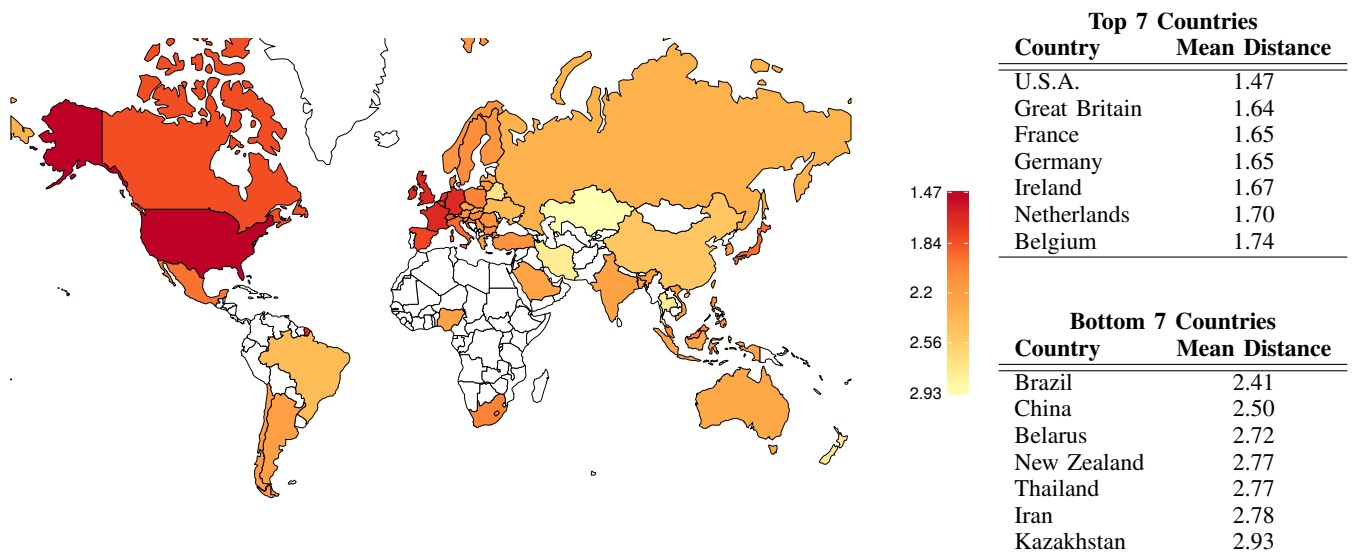 1.47
1.84
2.2
2.56
2.93
Top 7 Countries
Country Mean Distance
U.S.A. 1.47
Great Britain 1.64
France 1.65
Germany 1.65
Ireland 1.67
Netherlands 1.70
Belgium 1.74
Bottom 7 Countries
Country Mean Distance
Brazil 2.41
China 2.50
Belarus 2.72
New Zealand 2.77
Thailand 2.77
Iran 2.78
Kazakhstan 2.93